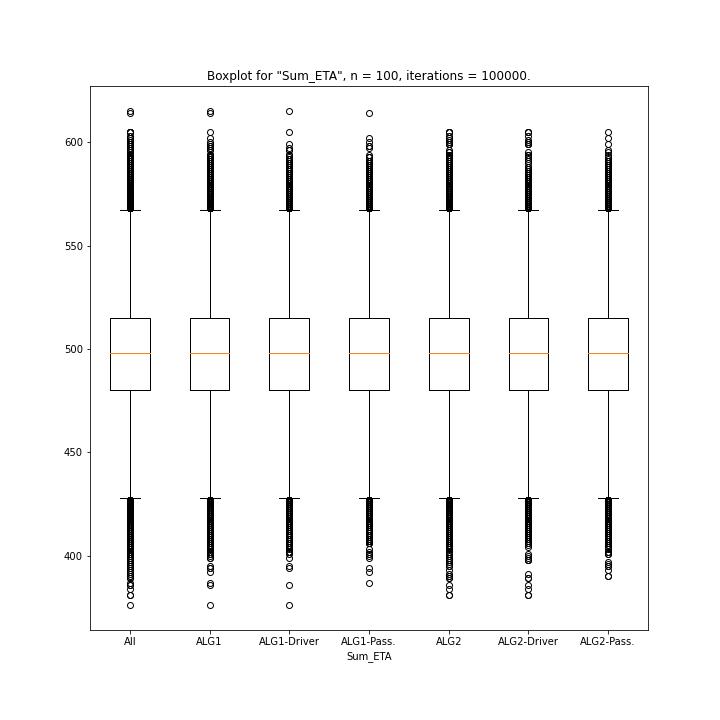 Boxplot for "Sum_ETA", n = 100, iterations = 100000.
600
550
500
450
400
All ALG1 ALG1-Driver ALG1-Pass. ALG2 ALG2-Driver ALG2-Pass.
Sum_ETA